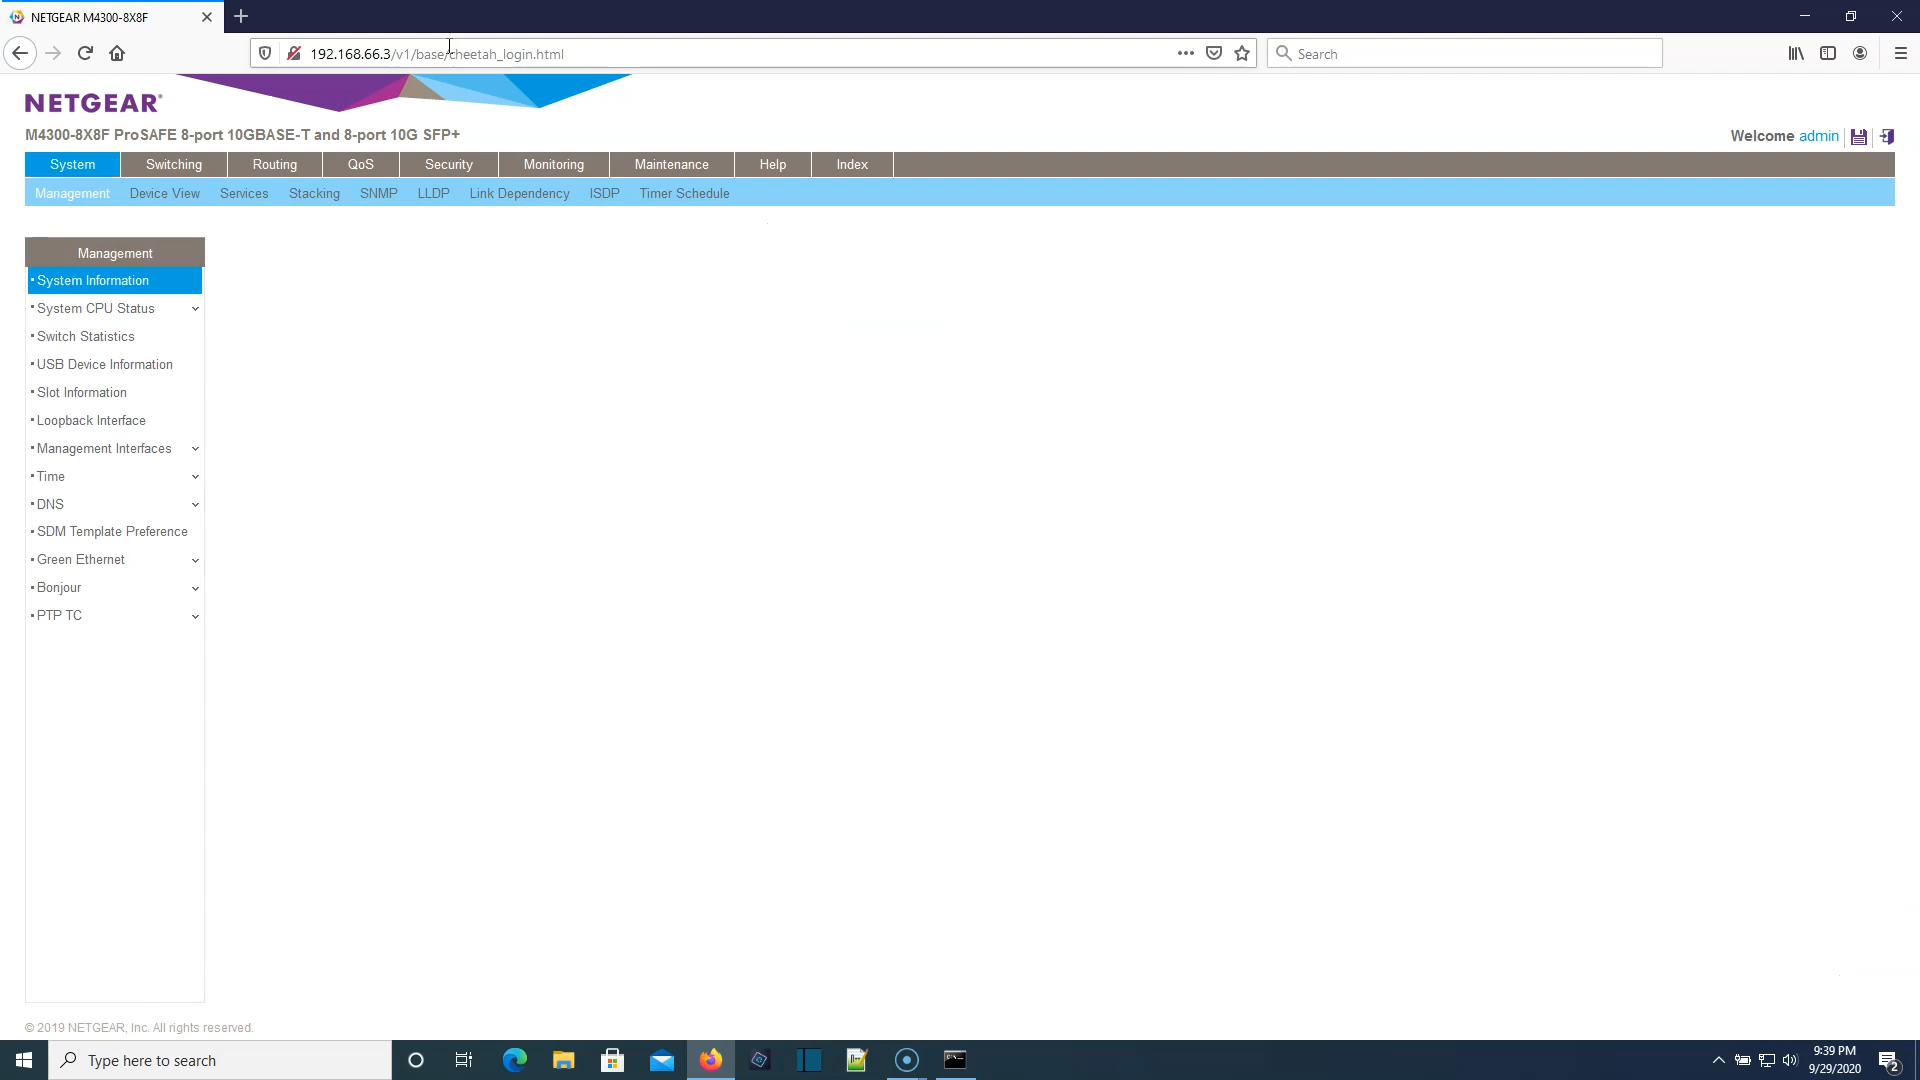 NETGEAR M4300-8X8F
192.168.66.3/v1/base/cheetah_login.html
Search
NETGEAR®
M4300-8X8F ProSAFE 8-port 10GBASE-T and 8-port 10G SFP+
Welcome admin
System Switching Routing QoS Security Monitoring Maintenance Help Index
Management Device View Services Stacking SNMP LLDP Link Dependency ISDP Timer Schedule
Management
System Information
System CPU Status
Switch Statistics
USB Device Information
Slot Information
Loopback Interface
Management Interfaces
Time
DNS
SDM Template Preference
Green Ethernet
Bonjour
PTP TC
© 2019 NETGEAR, Inc. All rights reserved.
Type here to search
9:39 PM
9/29/2020
2